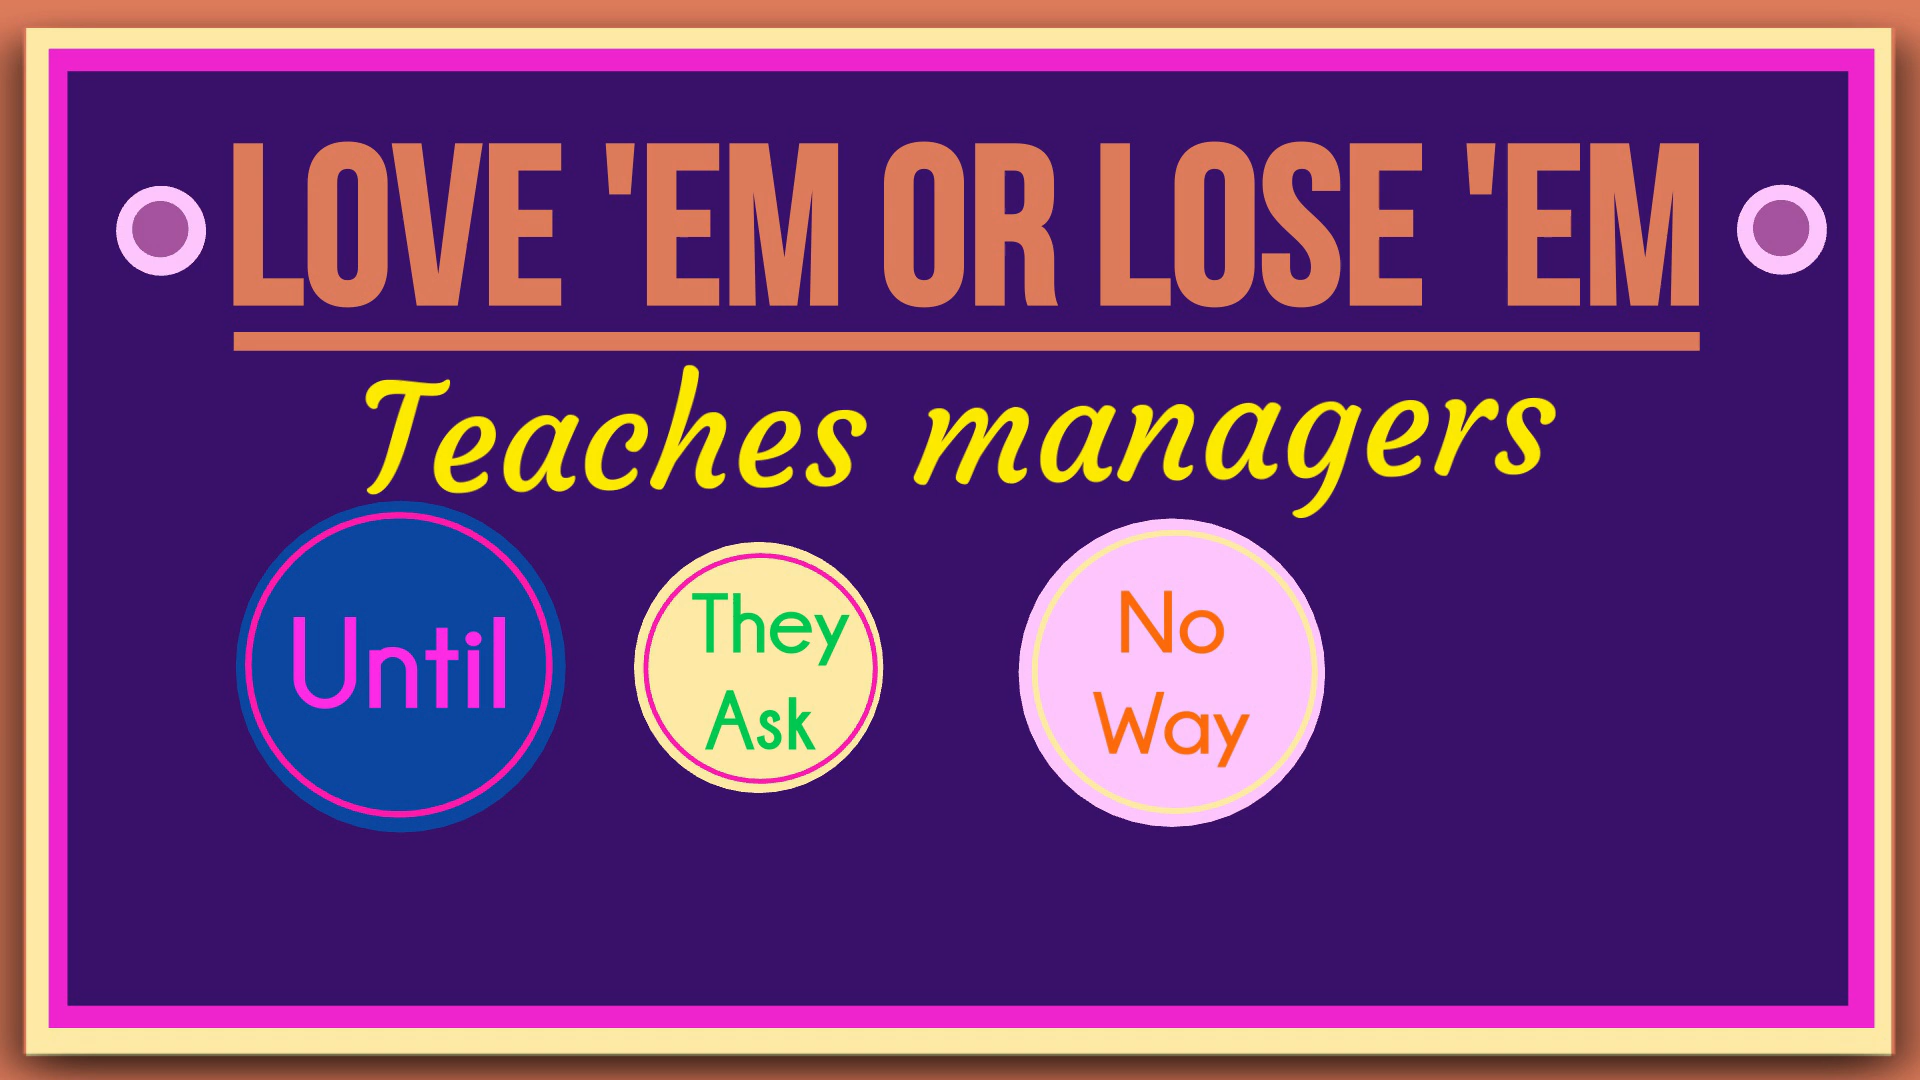 LOVE 'EM OR LOSE 'EM
Teaches managers
Until
They
Ask
No
Way